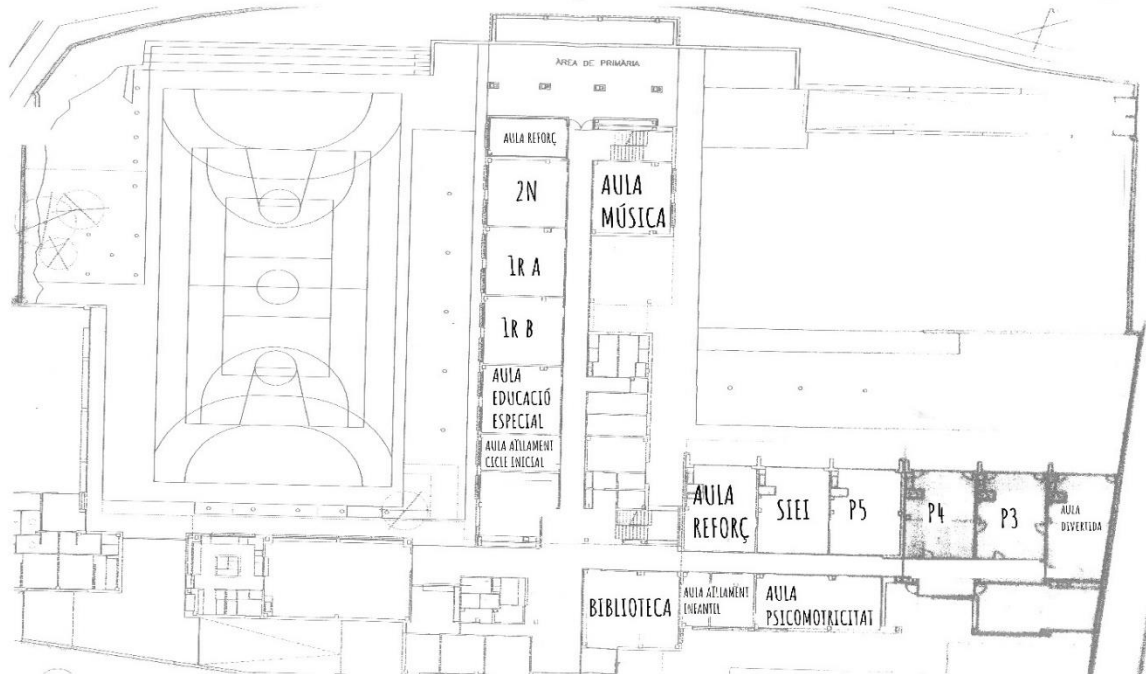 ÀREA DE PRIMÀRIA
AULA REFORÇ
2N
AULA
MÚSICA
1R A
1R B
AULA
EDUCACIÓ
ESPECIAL
AULA AÏLLAMENT
CICLE INICIAL
AULA
REFORÇ
SIEI
P5
P4
P3
AULA
DIVERTIDA
BIBLIOTECA
AULA AÏLLAMENT
INFANTIL
AULA
PSICOMOTRICITAT